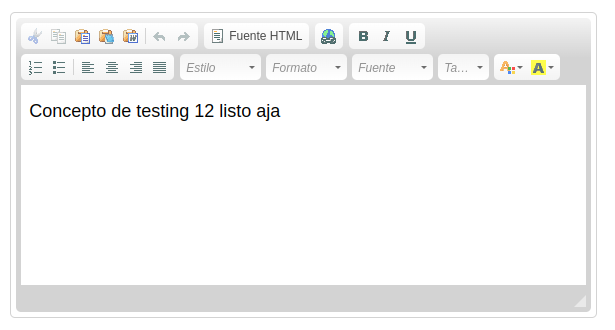 Fuente HTML B I U
Estilo Formato Fuente Ta... A A
Concepto de testing 12 listo aja